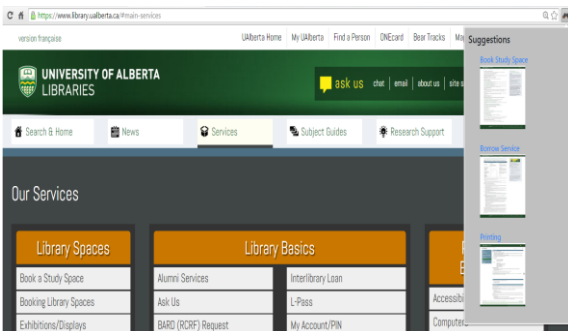 https://www.library.ualberta.ca/#main-services
version française
UAlberta Home My UAlberta Find a Person ONEcard Bear Tracks
Suggestions
Book Study Space
UNIVERSITY OF ALBERTA
LIBRARIES
ask us chat email about us
Search & Home News Services Subject Guides Research Support
Borrow Service
Our Services
Printing
Library Spaces Library Basics
Book a Study Space Alumni Services Interlibrary Loan
Booking Library Spaces Ask Us L-Pass
Exhibitions/Displays BARD (RCRF) Request My Account/PIN